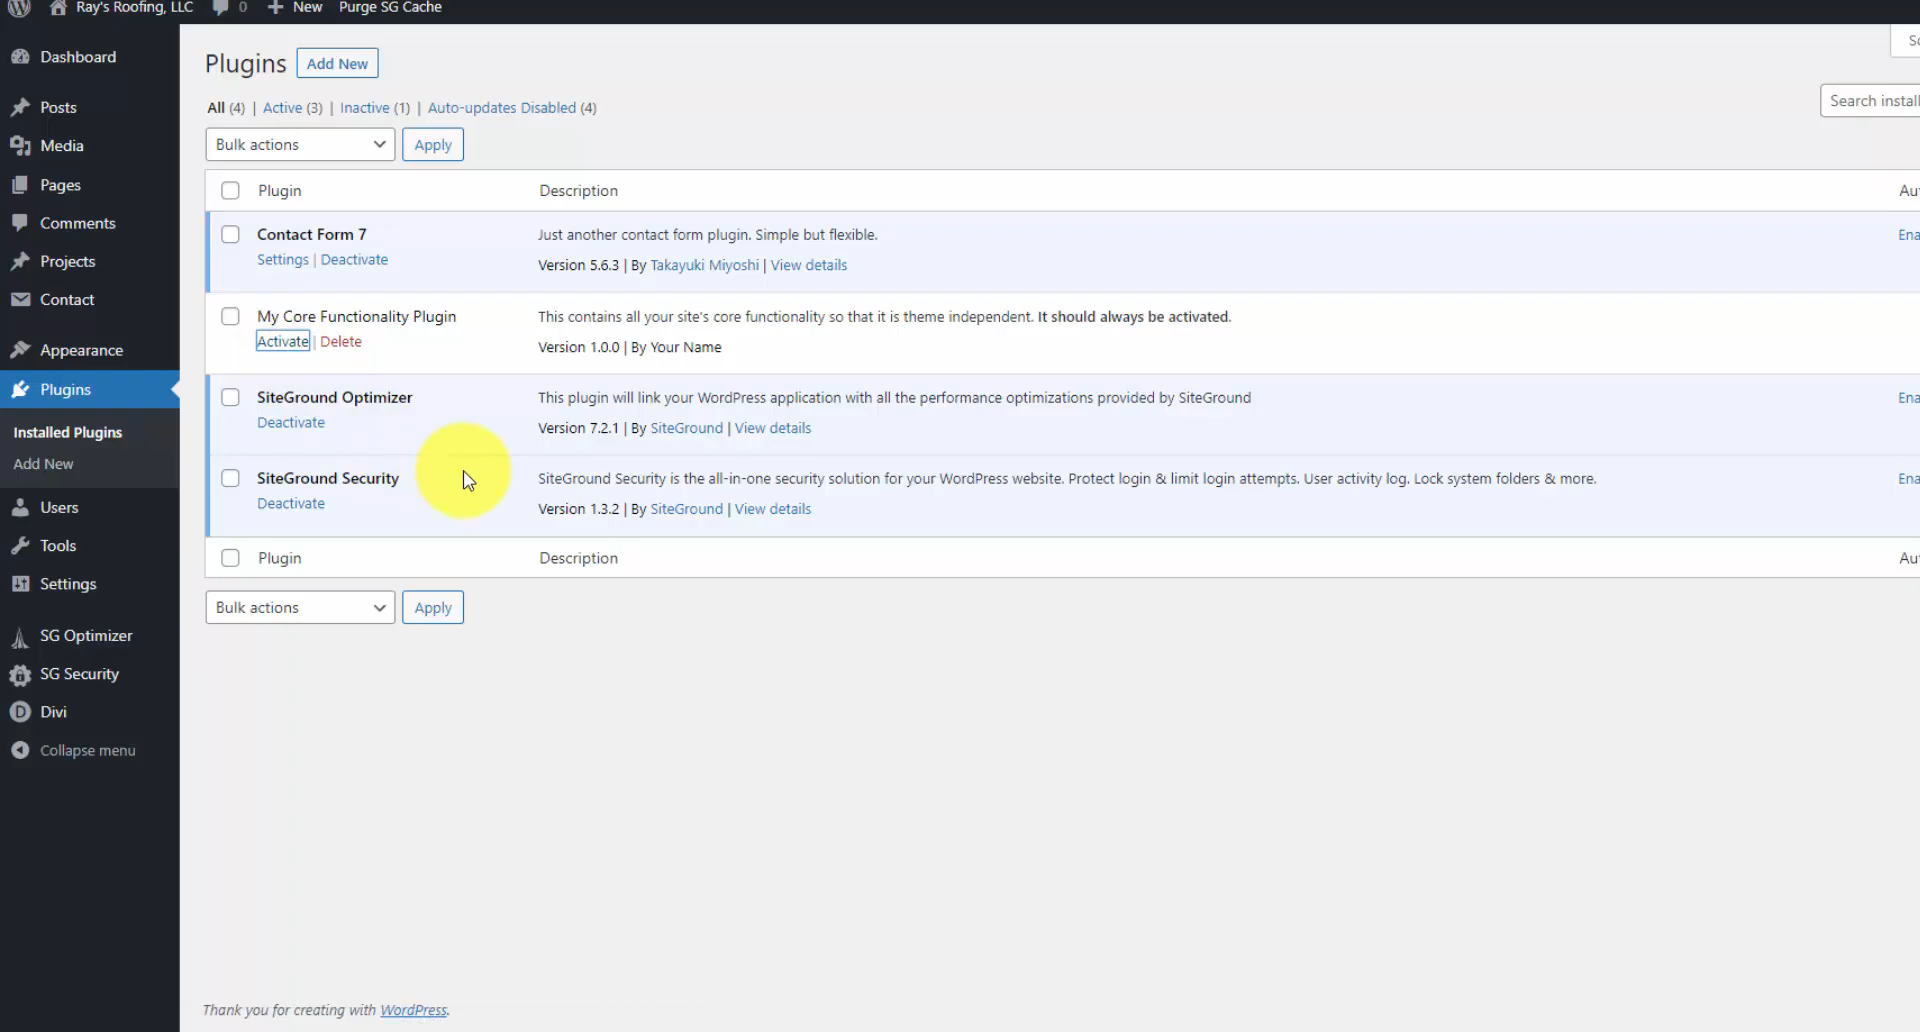 Ray's Roofing, LLC 0 New Purge SG Cache
Dashboard
Posts
Media
Pages
Comments
Projects
Contact
Appearance
Plugins
Installed Plugins
Add New
Users
Tools
Settings
SG Optimizer
SG Security
Divi
Collapse menu
Plugins Add New
All (4) | Active (3) | Inactive (1) | Auto-updates Disabled (4)
Search install
Bulk actions Apply
Plugin Description
Contact Form 7 Just another contact form plugin. Simple but flexible.
Settings | Deactivate Version 5.6.3 | By Takayuki Miyoshi | View details
My Core Functionality Plugin This contains all your site's core functionality so that it is theme independent. It should always be activated.
Activate | Delete Version 1.0.0 | By Your Name
SiteGround Optimizer This plugin will link your WordPress application with all the performance optimizations provided by SiteGround
Deactivate Version 7.2.1 | By SiteGround | View details
SiteGround Security SiteGround Security is the all-in-one security solution for your WordPress website. Protect login & limit login attempts. User activity log. Lock system folders & more.
Deactivate Version 1.3.2 | By SiteGround | View details
Plugin Description
Bulk actions Apply
Thank you for creating with WordPress.